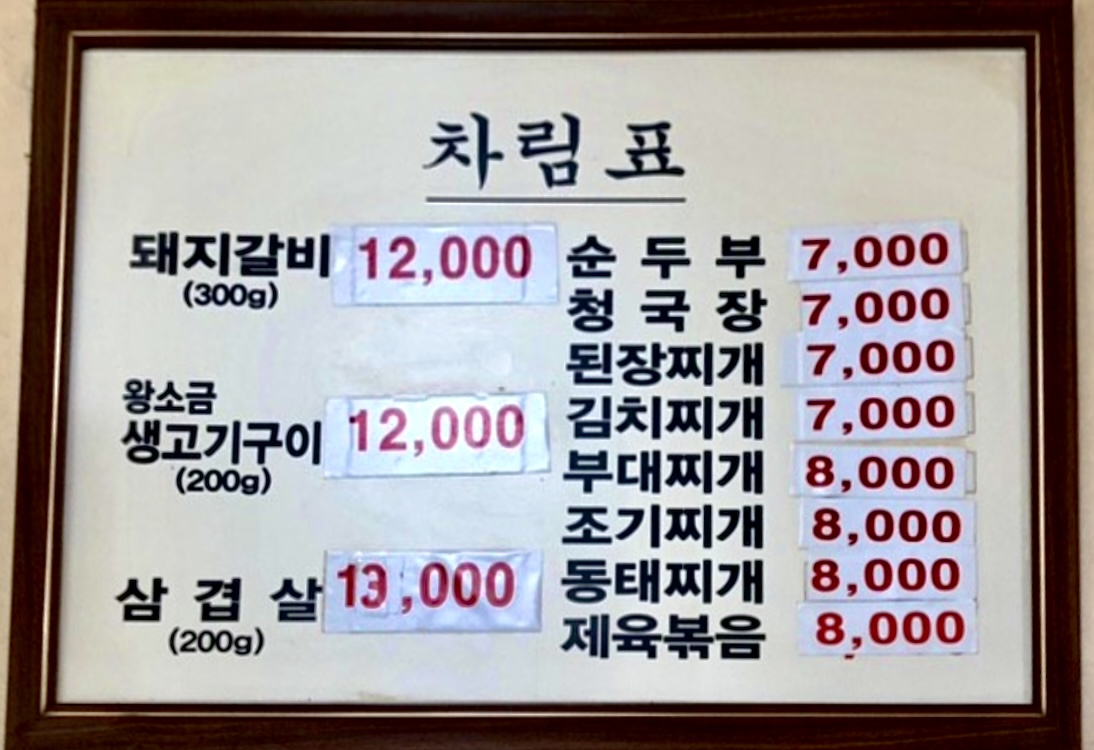 차림표
돼지갈비 12,000
(300g)
왕소금
생고기구이 12,000
(200g)
삼겹살 13,000
(200g)
순두부 7,000
청국장 7,000
된장찌개 7,000
김치찌개 7,000
부대찌개 8,000
조기찌개 8,000
동태찌개 8,000
제육볶음 8,000